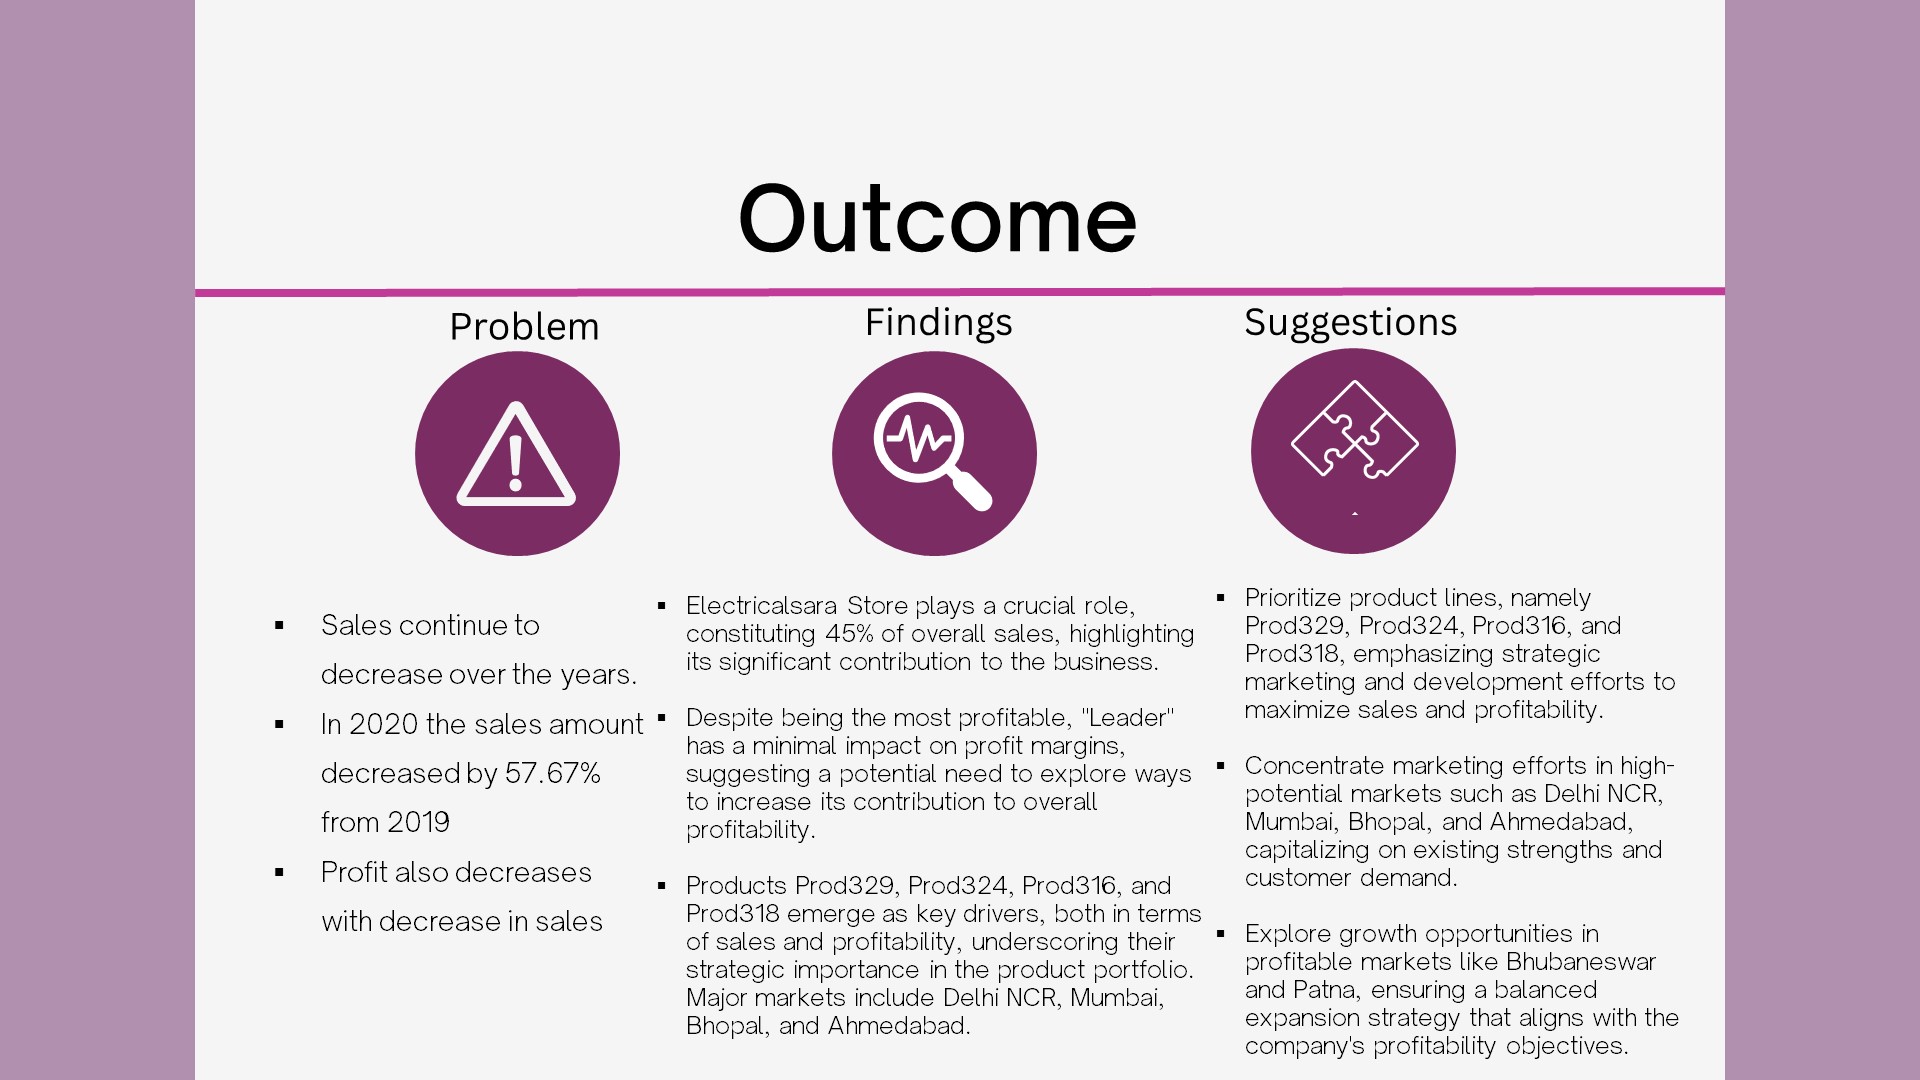 Outcome
Problem
▪ Sales continue to
decrease over the years.
▪ In 2020 the sales amount
decreased by 57.67%
from 2019
▪ Profit also decreases
with decrease in sales
Findings
▪ Electricalsara Store plays a crucial role,
constituting 45% of overall sales, highlighting
its significant contribution to the business.
▪ Despite being the most profitable, "Leader"
has a minimal impact on profit margins,
suggesting a potential need to explore ways
to increase its contribution to overall
profitability.
▪ Products Prod329, Prod324, Prod316, and
Prod318 emerge as key drivers, both in terms
of sales and profitability, underscoring their
strategic importance in the product portfolio.
Major markets include Delhi NCR, Mumbai,
Bhopal, and Ahmedabad.
Suggestions
▪ Prioritize product lines, namely
Prod329, Prod324, Prod316, and
Prod318, emphasizing strategic
marketing and development efforts to
maximize sales and profitability.
▪ Concentrate marketing efforts in high-
potential markets such as Delhi NCR,
Mumbai, Bhopal, and Ahmedabad,
capitalizing on existing strengths and
customer demand.
▪ Explore growth opportunities in
profitable markets like Bhubaneswar
and Patna, ensuring a balanced
expansion strategy that aligns with the
company's profitability objectives.